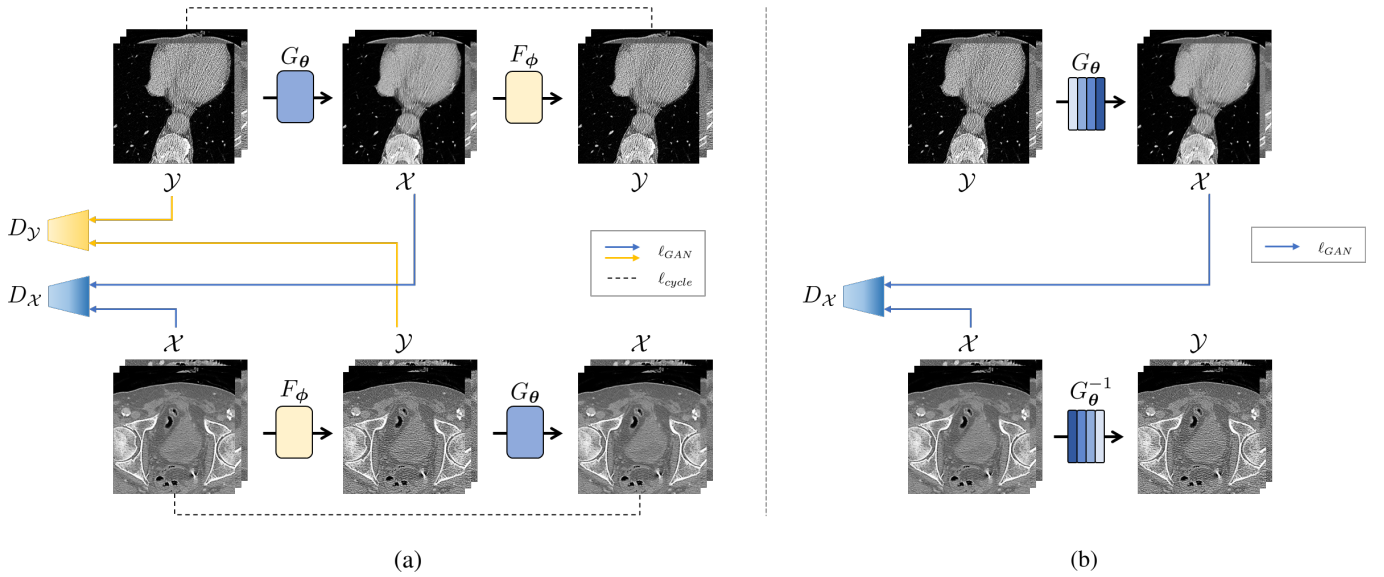 G_θ
F_ϕ
𝒴
𝒳
𝒴
D_𝒴
D_𝒳
ℓ_GAN
ℓ_cycle
𝒳
𝒴
𝒳
F_ϕ
G_θ
(a)
G_θ
𝒴
𝒳
ℓ_GAN
D_𝒳
𝒳
𝒴
G_θ^{-1}
(b)